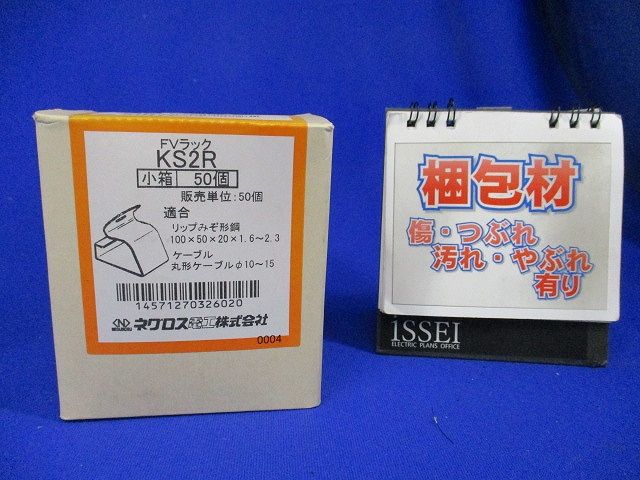 FVラック
KS2R
小箱 50個
販売単位:50個
適合
リップみぞ形鋼
100×50×20×1.6~2.3
ケーブル
丸形ケーブルφ10~15
14571270326020
ネグロス電工株式会社
0004
梱包材
傷・つぶれ
汚れ・やぶれ
有り
iSSEI
ELECTRIC PLANS OFFICE